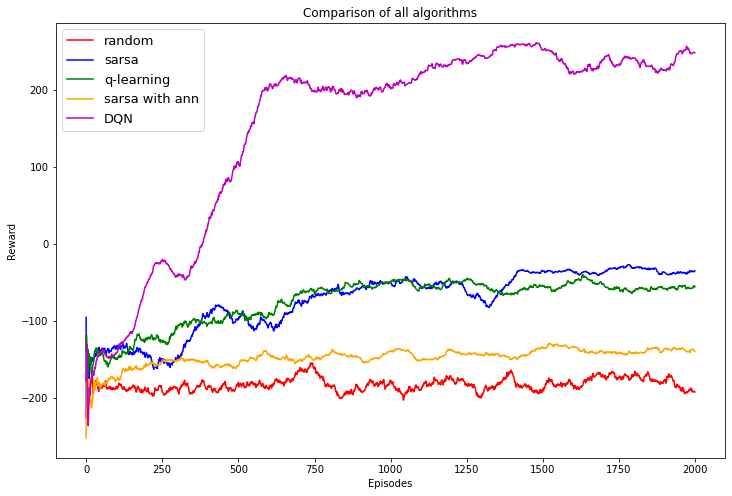 Comparison of all algorithms
random
sarsa
q-learning
sarsa with ann
DQN
Reward
200
100
0
−100
−200
0
250
500
750
1000
1250
1500
1750
2000
Episodes